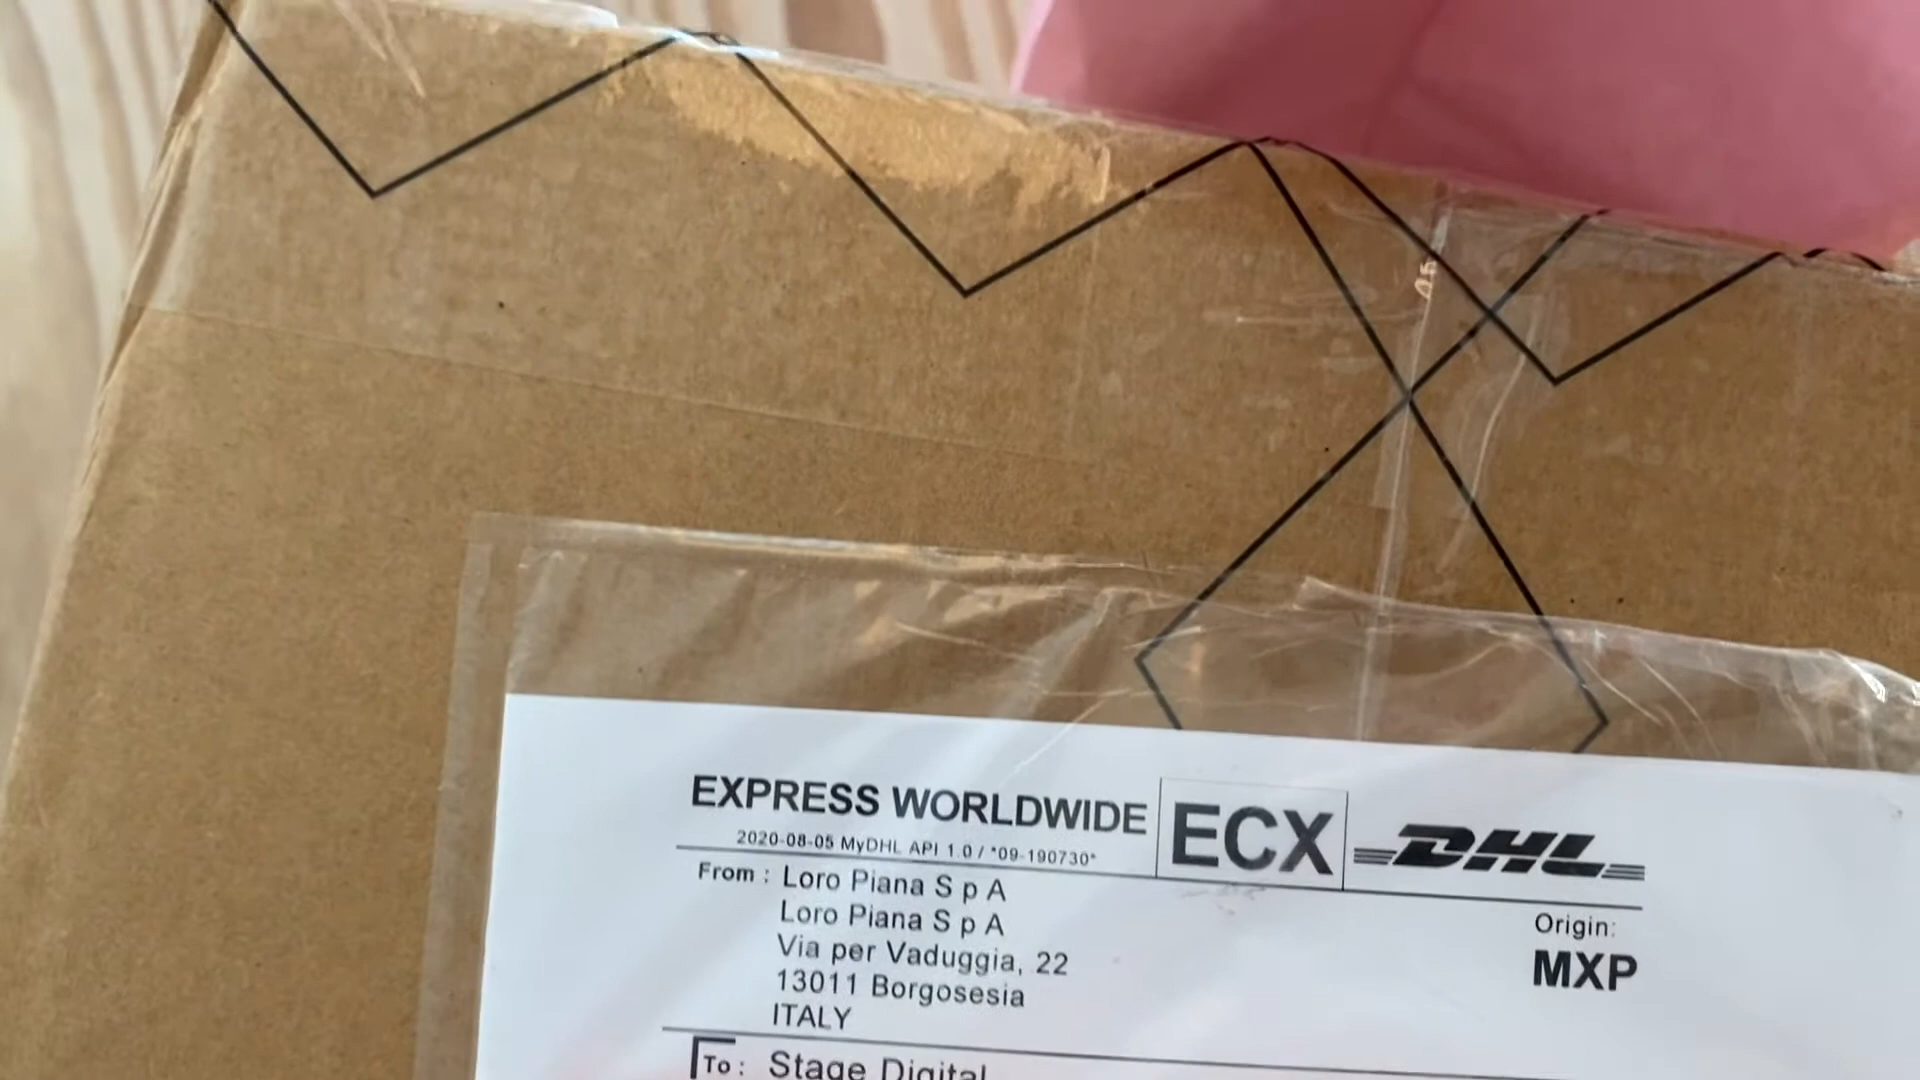 EXPRESS WORLDWIDE
ECX
DHL
2020-08-05 MyDHL API 1.0 / *09-190730*
From : Loro Piana S p A
Loro Piana S p A
Via per Vaduggia, 22
13011 Borgosesia
ITALY
Origin:
MXP
To : Stage Digital